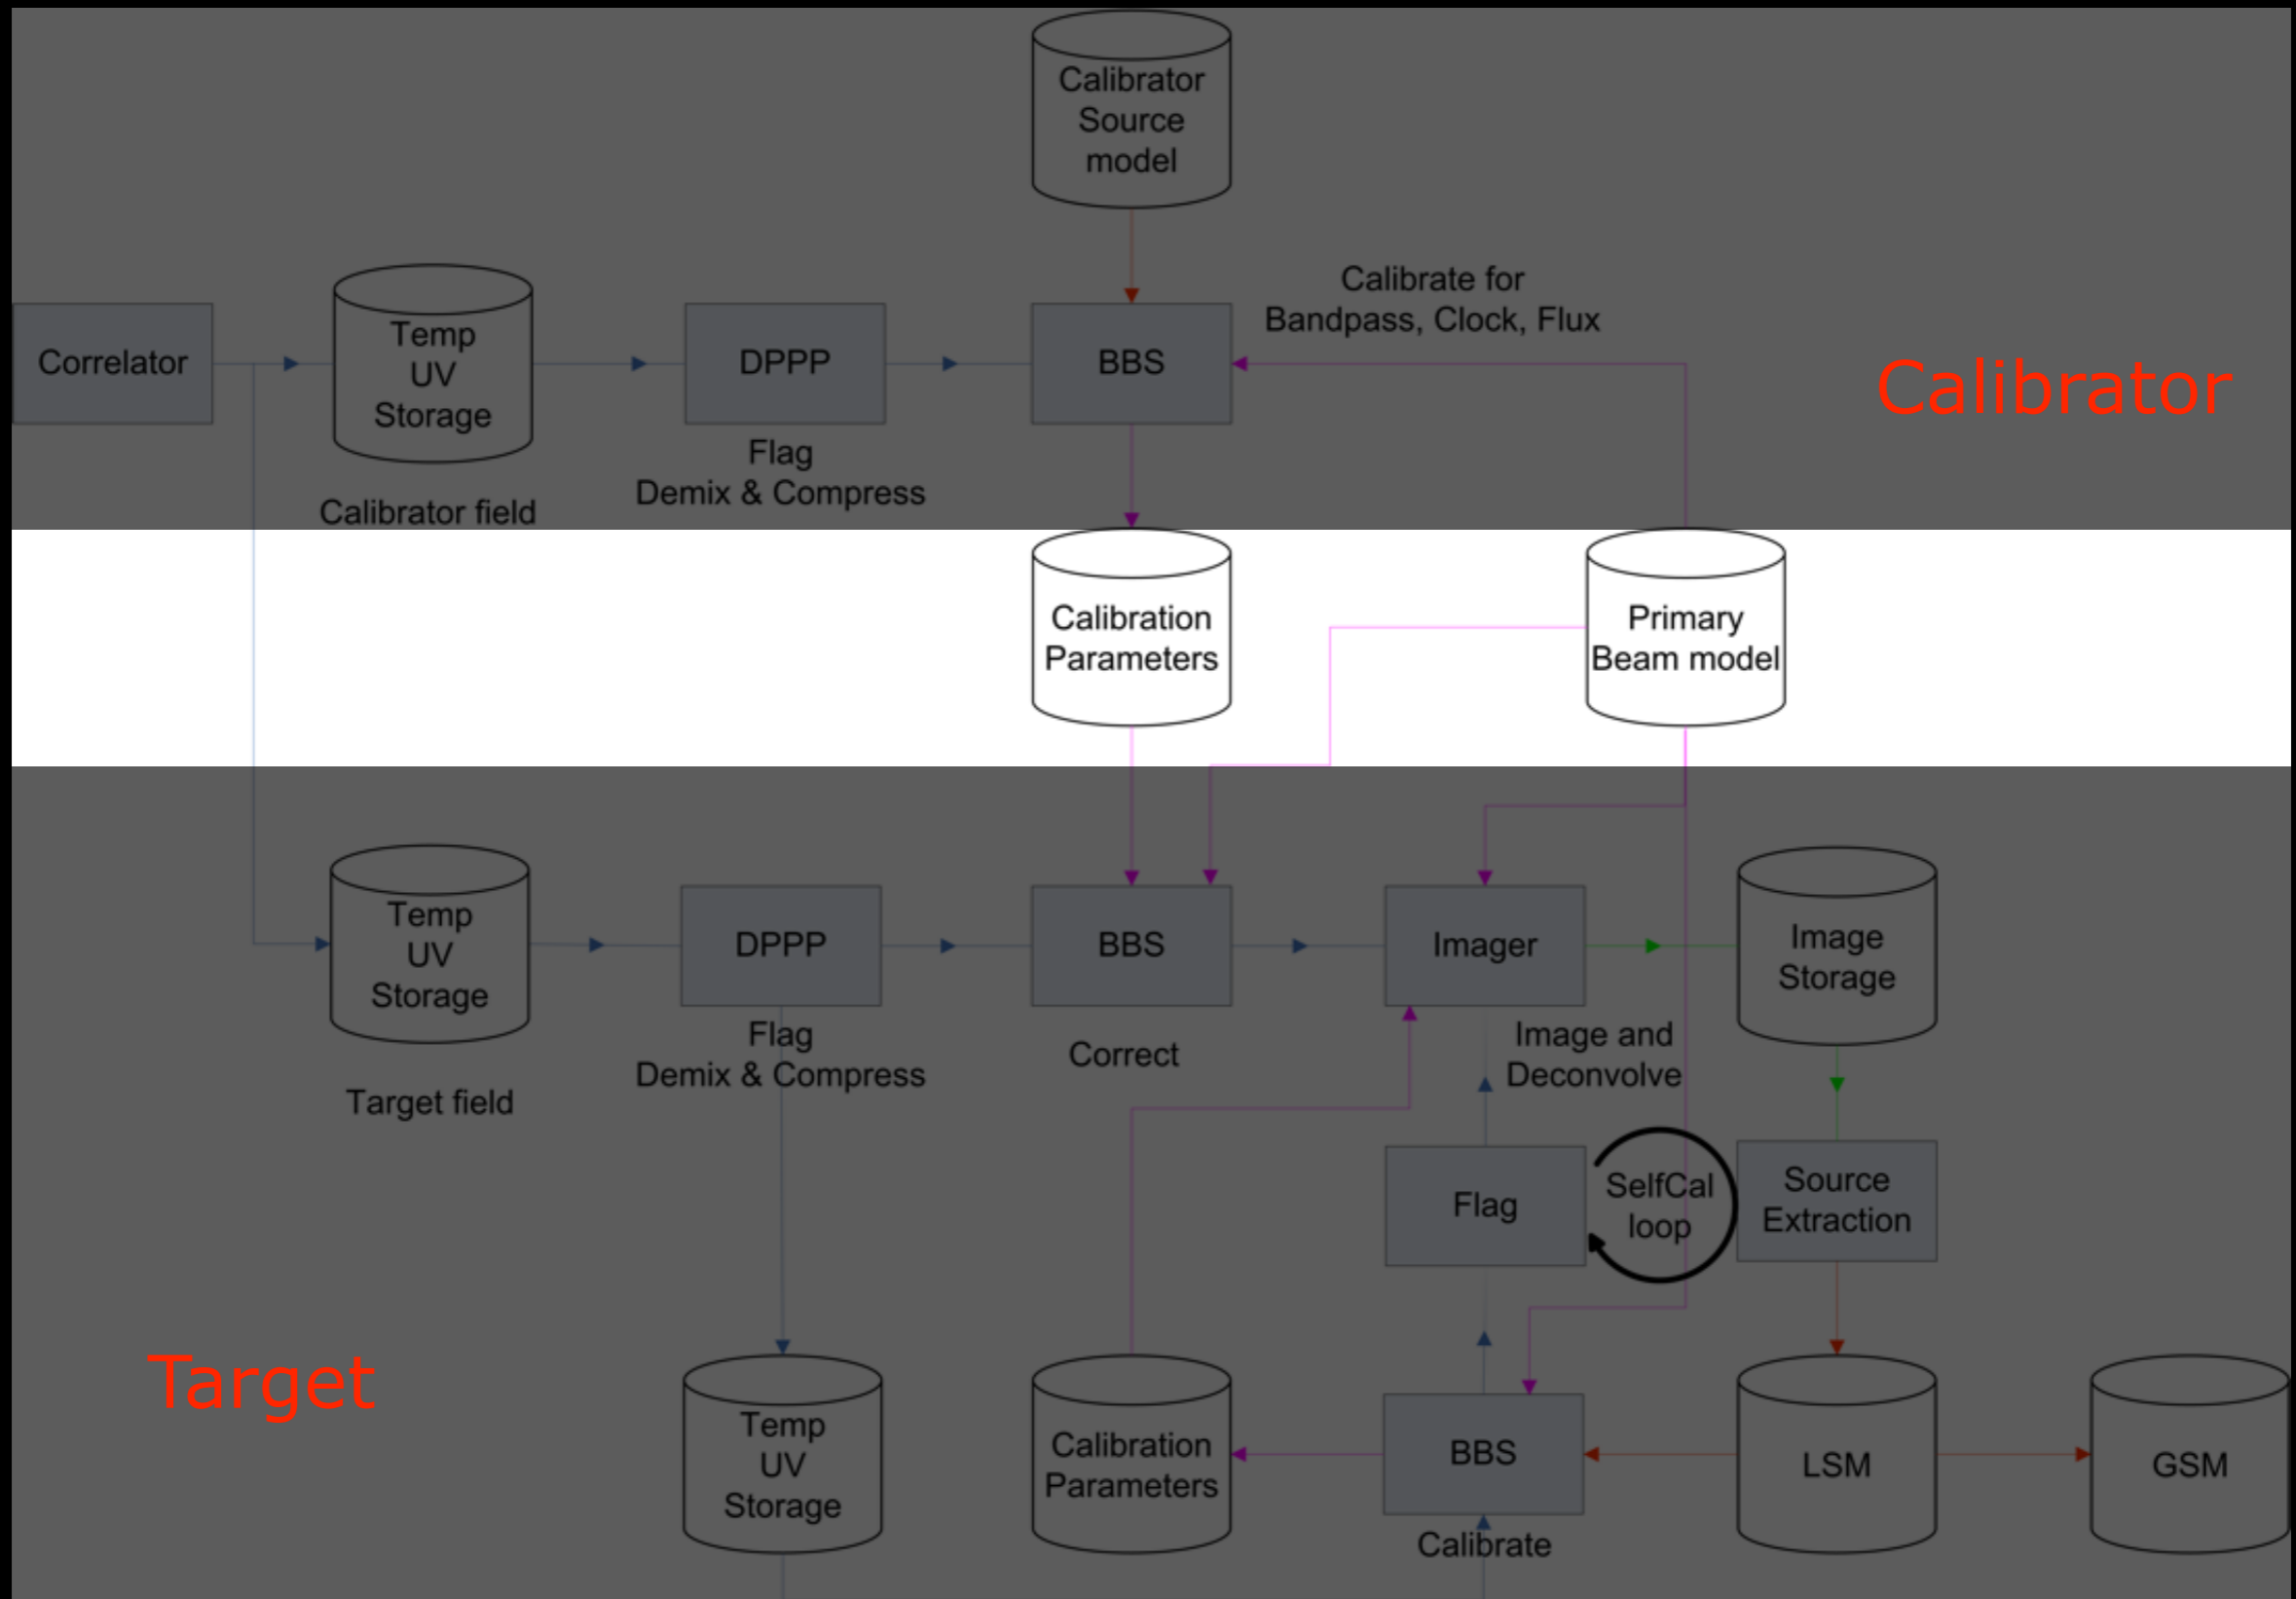 Calibrator
Source
model
Calibrate for
Bandpass, Clock, Flux
Correlator
Temp
UV
Storage
DPPP
BBS
Calibrator
Flag
Demix & Compress
Calibrator field
Calibration
Parameters
Primary
Beam model
Temp
UV
Storage
DPPP
BBS
Imager
Image
Storage
Flag
Demix & Compress
Correct
Image and
Deconvolve
Target field
Flag
SelfCal
loop
Source
Extraction
Target
Temp
UV
Storage
Calibration
Parameters
BBS
LSM
GSM
Calibrate